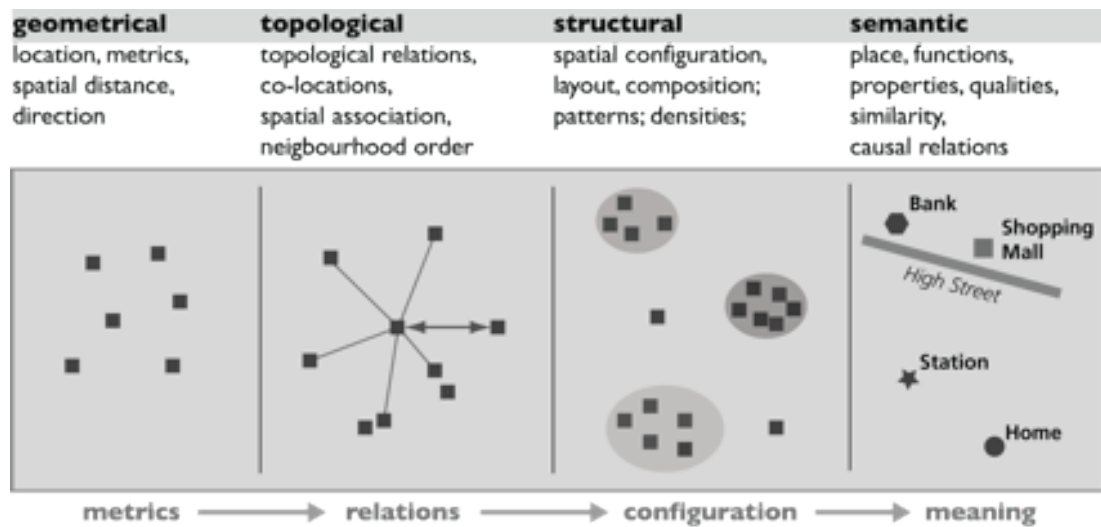 geometrical
location, metrics,
spatial distance,
direction
topological
topological relations,
co-locations,
spatial association,
neigbourhood order
structural
spatial configuration,
layout, composition;
patterns; densities;
semantic
place, functions,
properties, qualities,
similarity,
causal relations
Bank
Shopping
Mall
High Street
Station
Home
metrics
relations
configuration
meaning